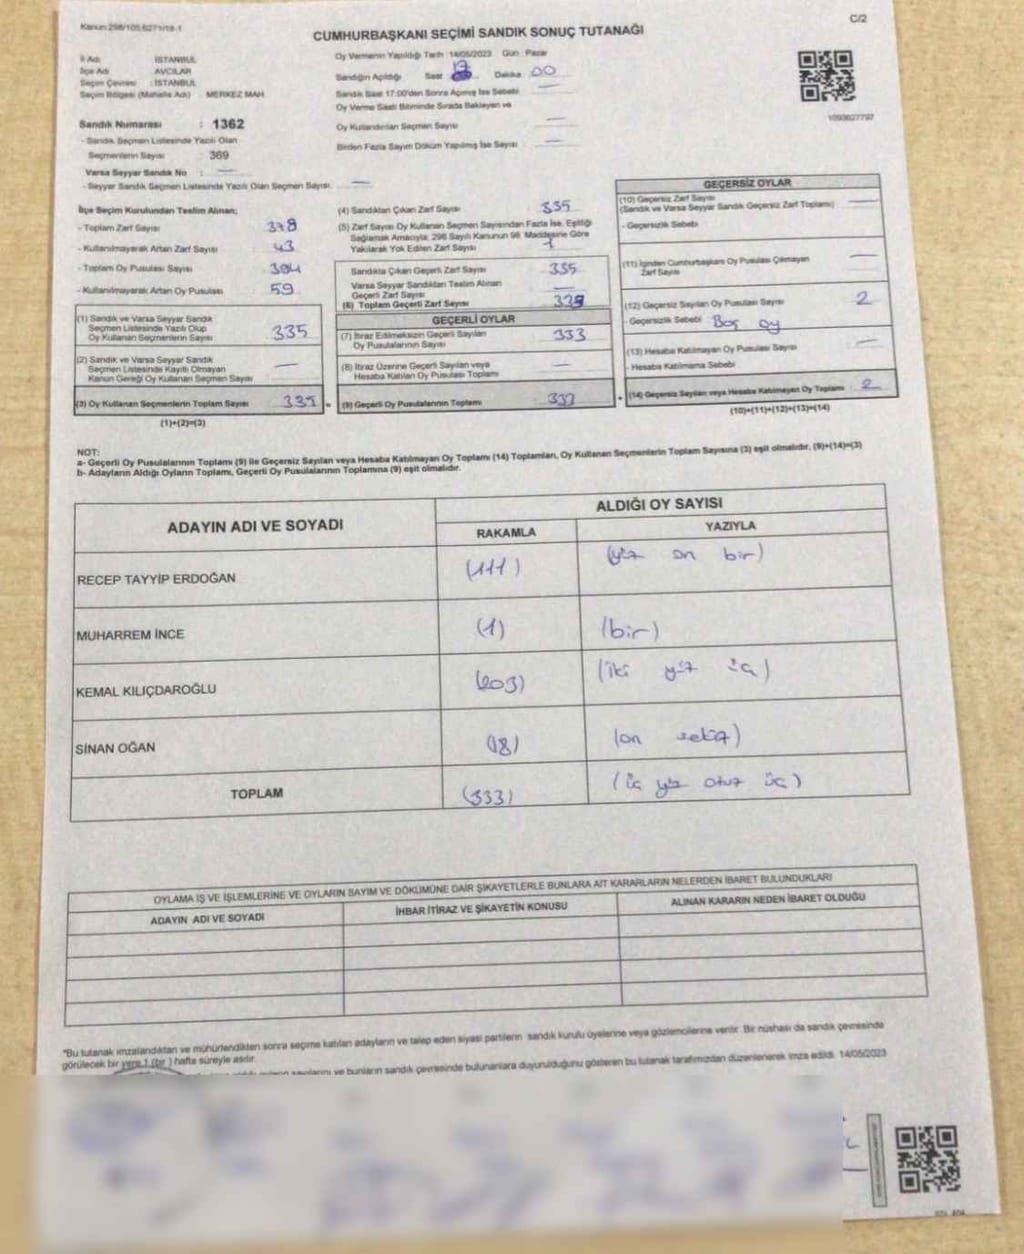 Kanun 298/105,6271/18-1
C/2
CUMHURBAŞKANI SEÇİMİ SANDIK SONUÇ TUTANAĞI
İl Adı İSTANBUL
İlçe Adı AVCILAR
Seçim Çevresi : İSTANBUL
Seçim Bölgesi (Mahalle Adı) MERKEZ MAH
Sandık Numarası : 1362
- Sandık Seçmen Listesinde Yazılı Olan
Seçmenlerin Sayısı : 369
Varsa Seyyar Sandık No :
- Seyyar Sandık Seçmen Listesinde Yazılı Olan Seçmen Sayısı
Oy Vermenin Yapıldığı Tarih 14/05/2023 Gün : Pazar
Sandığın Açıldığı Saat Dakika 00
Sandık Saat 17:00'den Sonra Açılmış İse Sebebi
Oy Verme Saati Bitiminde Sırada Bekleyen ve
Oy Kullandırılan Seçmen Sayısı
Birden Fazla Sayım Döküm Yapılmış İse Sayısı
1093627797
İlçe Seçim Kurulundan Teslim Alınan;
- Toplam Zarf Sayısı 378
- Kullanılmayarak Artan Zarf Sayısı 43
- Toplam Oy Pusulası Sayısı 394
- Kullanılmayarak Artan Oy Pusulası 59
(1) Sandık ve Varsa Seyyar Sandık
Seçmen Listesinde Yazılı Olup
Oy Kullanan Seçmenlerin Sayısı 335
(2) Sandık ve Varsa Seyyar Sandık
Seçmen Listesinde Kayıtlı Olmayan
Kanun Gereği Oy Kullanan Seçmen Sayısı
(3) Oy Kullanan Seçmenlerin Toplam Sayısı 335
(1)+(2)=(3)
(4) Sandıktan Çıkan Zarf Sayısı 335
(5) Zarf Sayısı Oy Kullanan Seçmen Sayısından Fazla İse, Eşitliği
Sağlamak Amacıyla; 298 Sayılı Kanunun 98. Maddesine Göre
Yakılarak Yok Edilen Zarf Sayısı
Sandıkta Çıkan Geçerli Zarf Sayısı 335
Varsa Seyyar Sandıktan Teslim Alınan
Geçerli Zarf Sayısı
(6) Toplam Geçerli Zarf Sayısı
GEÇERLİ OYLAR
(7) İtiraz Edilmeksizin Geçerli Sayılan
Oy Pusulalarının Sayısı 333
(8) İtiraz Üzerine Geçerli Sayılan veya
Hesaba Katılan Oy Pusulası Toplamı
(9) Geçerli Oy Pusulalarının Toplamı 333
GEÇERSİZ OYLAR
(10) Geçersiz Zarf Sayısı
(Sandık ve Varsa Seyyar Sandık Geçersiz Zarf Toplamı)
- Geçersizlik Sebebi
(11) İçinden Cumhurbaşkanı Oy Pusulası Çıkmayan
Zarf Sayısı
(12) Geçersiz Sayılan Oy Pusulası Sayısı 2
- Geçersizlik Sebebi Boş oy
(13) Hesaba Katılmayan Oy Pusulası Sayısı
- Hesaba Katılmama Sebebi
(14) Geçersiz Sayılan veya Hesaba Katılmayan Oy Toplamı 2
(10)+(11)+(12)+(13)=(14)
NOT:
a- Geçerli Oy Pusulalarının Toplamı (9) ile Geçersiz Sayılan veya Hesaba Katılmayan Oy Toplamı (14) Toplamları, Oy Kullanan Seçmenlerin Toplam Sayısına (3) eşit olmalıdır. (9)+(14)=(3)
b- Adayların Aldığı Oyların Toplamı, Geçerli Oy Pusulalarının Toplamına (9) eşit olmalıdır.
ADAYIN ADI VE SOYADI
ALDIĞI OY SAYISI
RAKAMLA YAZIYLA
RECEP TAYYİP ERDOĞAN (111) (yüz on bir)
MUHARREM İNCE (1) (bir)
KEMAL KILIÇDAROĞLU (203) (iki yüz üç)
SİNAN OĞAN (18) (on sekiz)
TOPLAM (333) (üç yüz otuz üç)
OYLAMA İŞ VE İŞLEMLERİNE VE OYLARIN SAYIM VE DÖKÜMÜNE DAİR ŞİKAYETLERLE BUNLARA AİT KARARLARIN NELERDEN İBARET BULUNDUKLARI
ADAYIN ADI VE SOYADI
İHBAR İTİRAZ VE ŞİKAYETİN KONUSU
ALINAN KARARIN NEDEN İBARET OLDUĞU
*Bu tutanak imzalandıktan ve mühürlendikten sonra seçime katılan adayların ve talep eden siyasi partilerin sandık kurulu üyelerine veya gözlemcilerine verilir. Bir nüshası da sandık çevresinde
görülecek bir yere 1 (bir ) hafta süreyle asılır.
sayılarını ve bunların sandık çevresinde bulunanlara duyurulduğunu gösteren bu tutanak tarafımızdan düzenlenerek imza edildi. 14/05/2023